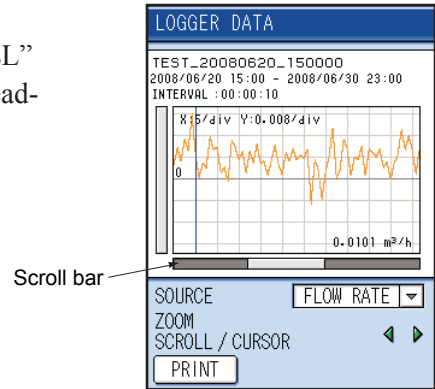 LOGGER DATA
L”
ead-
TEST_20080620_150000
2008/06/20 15:00 - 2008/06/30 23:00
INTERVAL :00:00:10
X:5/div Y:0.008/div
0
0.0101 m³/h
Scroll bar
SOURCE FLOW RATE
ZOOM
SCROLL / CURSOR
PRINT